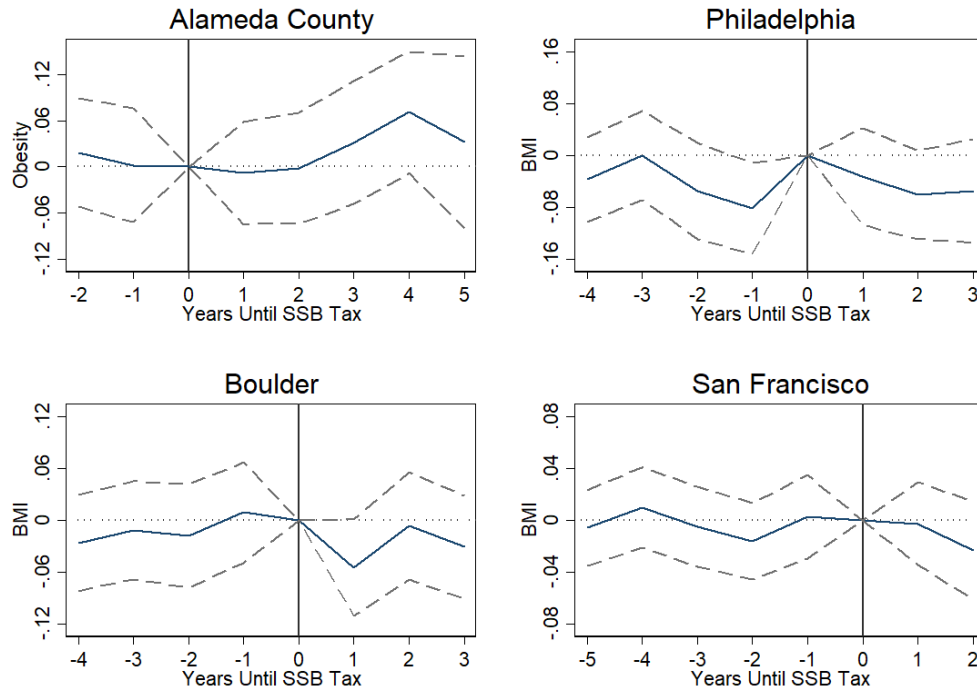 Alameda County
Obesity
.12
.06
0
-.06
-.12
-2 -1 0 1 2 3 4 5
Years Until SSB Tax
Philadelphia
BMI
.16
.08
0
-.08
-.16
-4 -3 -2 -1 0 1 2 3
Years Until SSB Tax
Boulder
BMI
.12
.06
0
-.06
-.12
-4 -3 -2 -1 0 1 2 3
Years Until SSB Tax
San Francisco
BMI
.08
.04
0
-.04
-.08
-5 -4 -3 -2 -1 0 1 2
Years Until SSB Tax